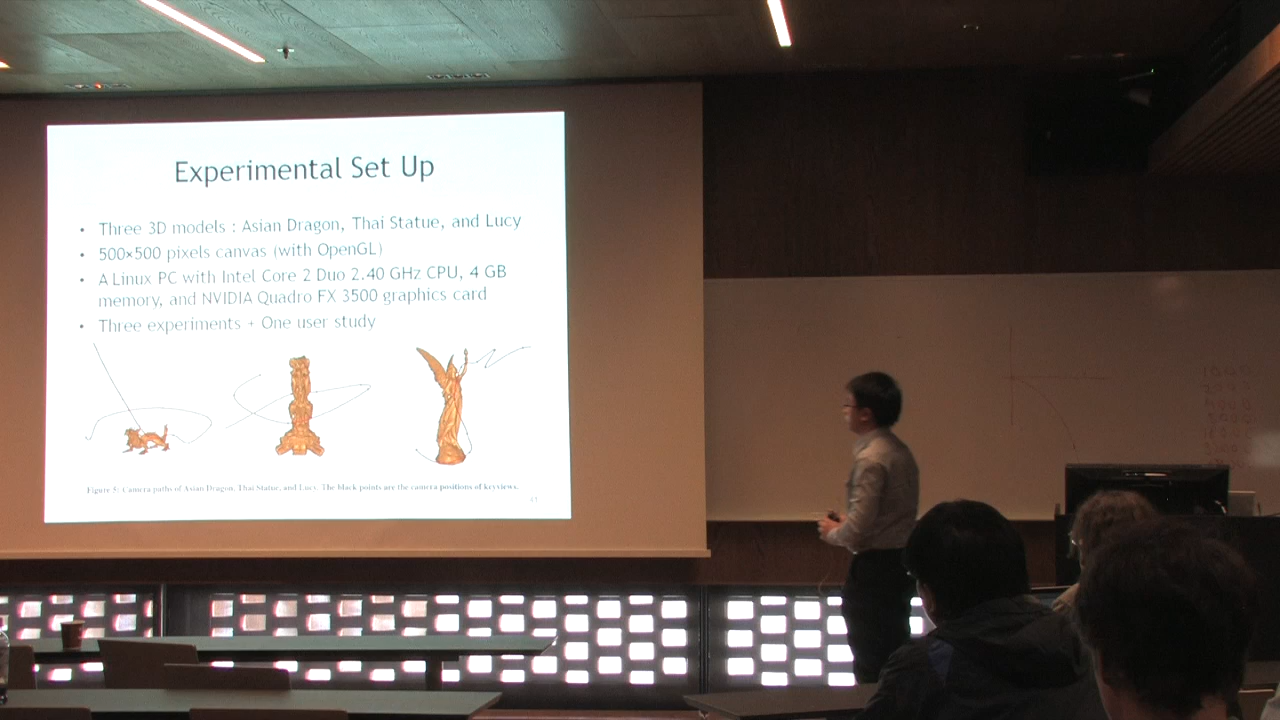 Experimental Set Up
• Three 3D models : Asian Dragon, Thai Statue, and Lucy
• 500×500 pixels canvas (with OpenGL)
• A Linux PC with Intel Core 2 Duo 2.40 GHz CPU, 4 GB
memory, and NVIDIA Quadro FX 3500 graphics card
• Three experiments + One user study
Figure 5: Camera paths of Asian Dragon, Thai Statue, and Lucy. The black points are the camera positions of keyviews.